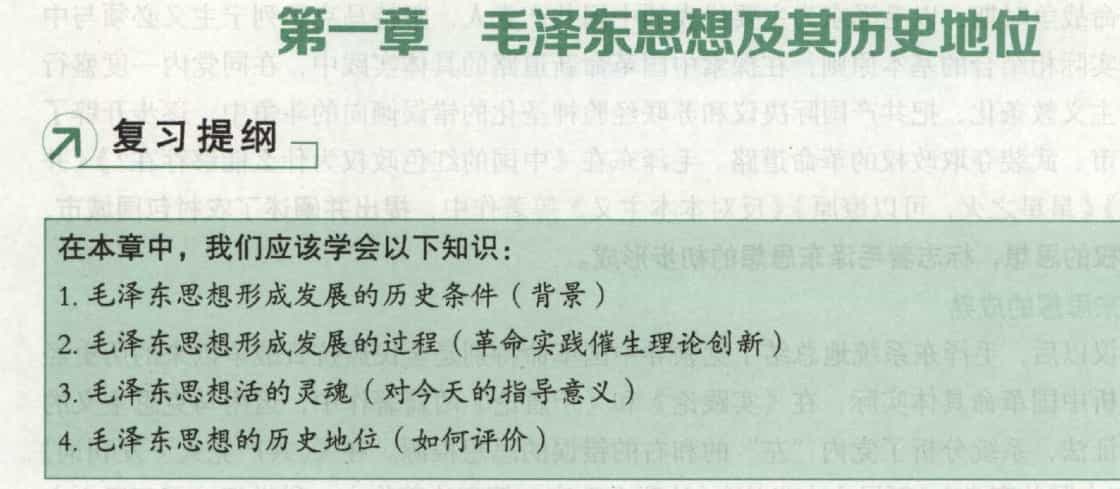 第一章 毛泽东思想及其历史地位
复习提纲
在本章中，我们应该学会以下知识：
1. 毛泽东思想形成发展的历史条件（背景）
2. 毛泽东思想形成发展的过程（革命实践催生理论创新）
3. 毛泽东思想活的灵魂（对今天的指导意义）
4. 毛泽东思想的历史地位（如何评价）